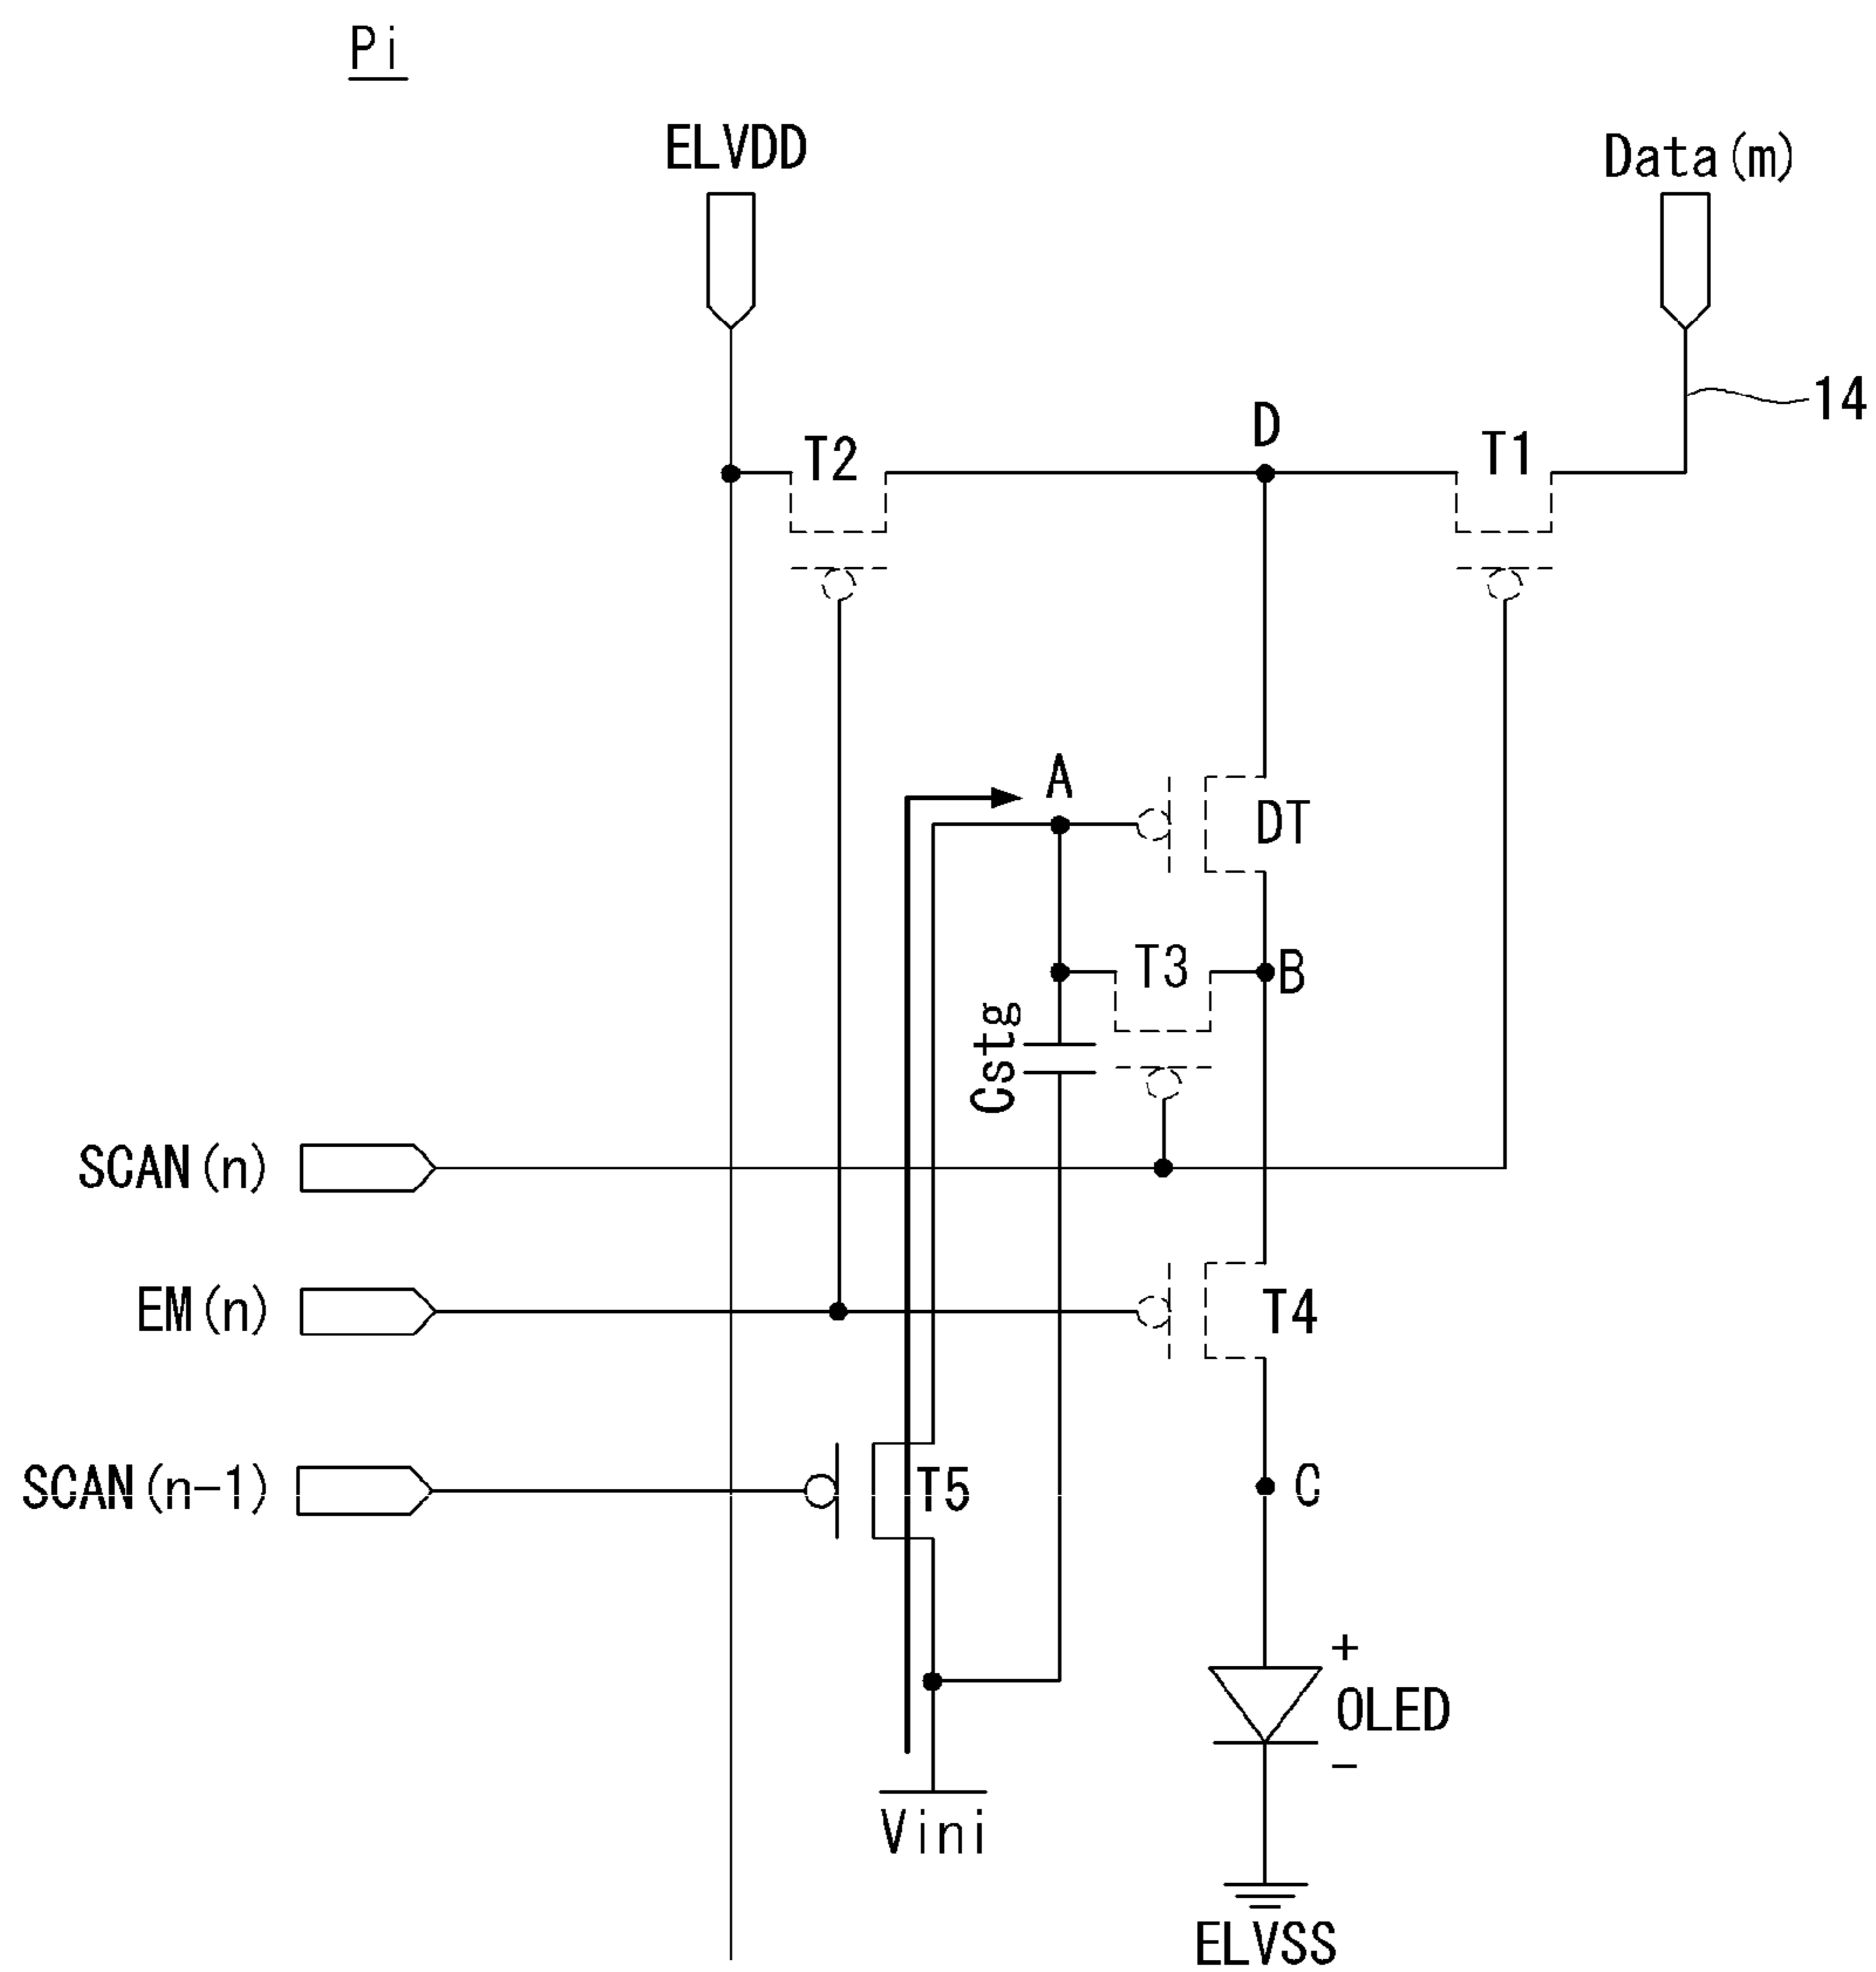 Pi
ELVDD
Data(m)
14
D
T2
T1
A
DT
T3
B
Cstg
SCAN(n)
EM(n)
T4
SCAN(n-1)
T5
C
+
OLED
-
Vini
ELVSS